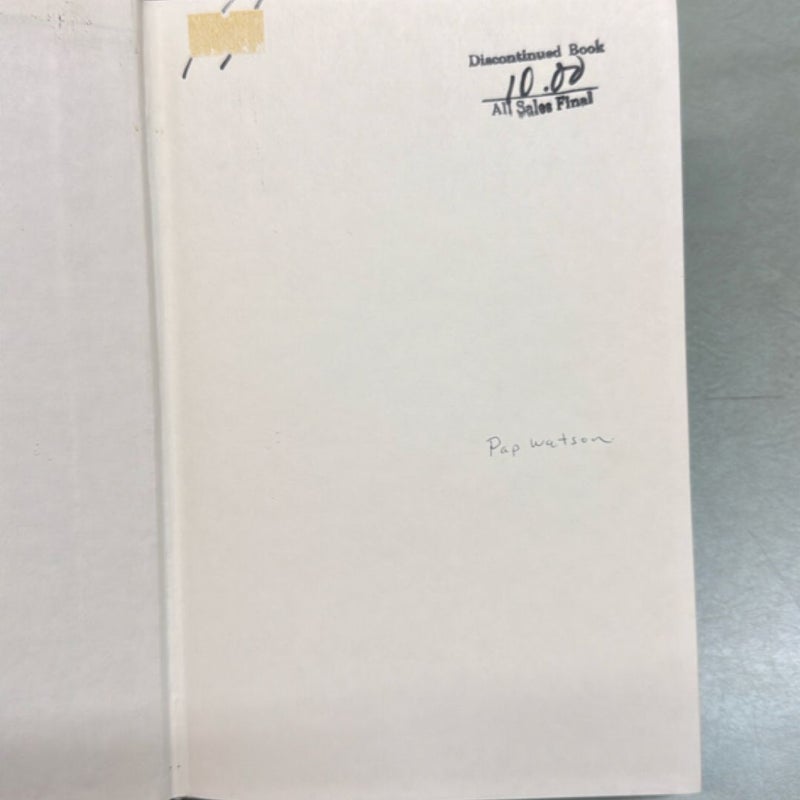 Discontinued Book
10.00
All Sales Final
Pap Watson